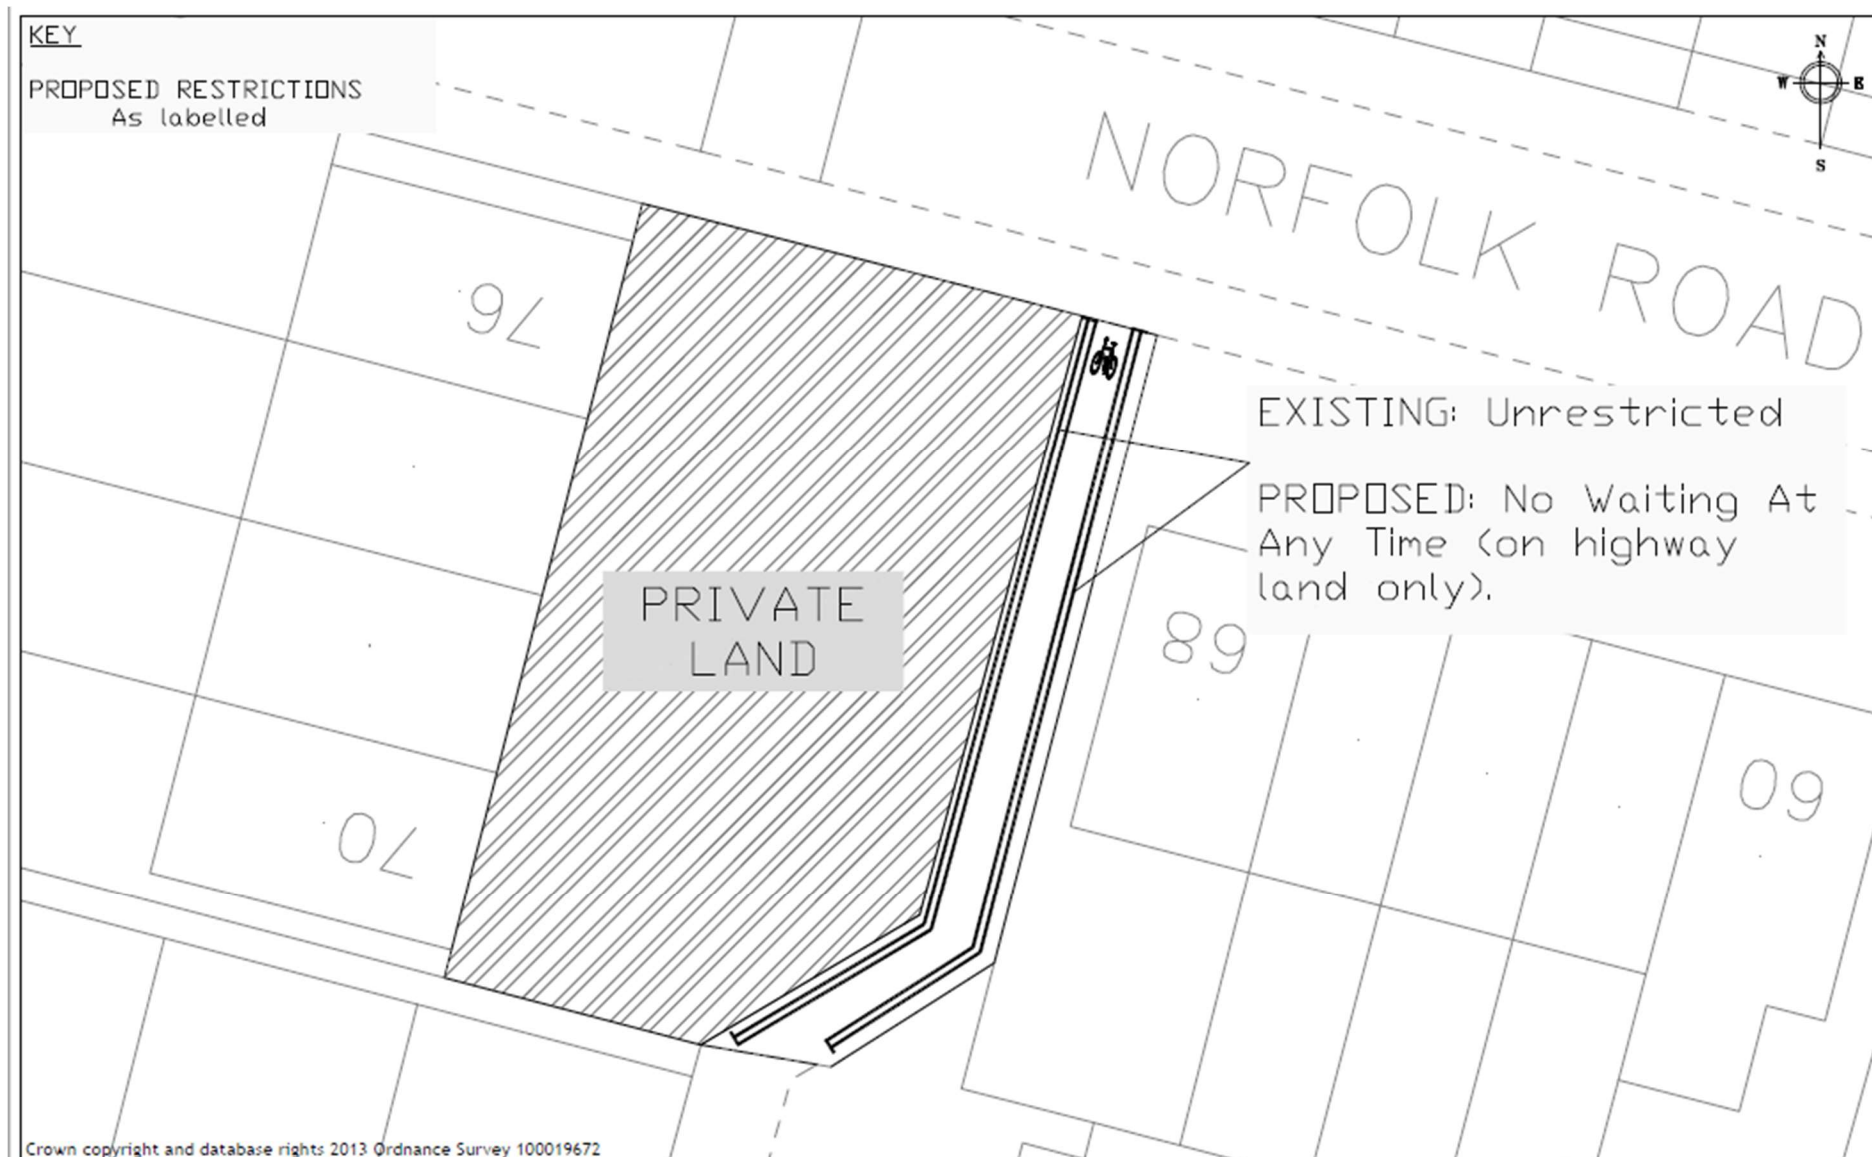 KEY
PROPOSED RESTRICTIONS
As labelled
N
W E
S
NORFOLK ROAD
76
EXISTING: Unrestricted
PROPOSED: No Waiting At
Any Time (on highway
land only).
PRIVATE
LAND
68
60
70
Crown copyright and database rights 2013 Ordnance Survey 100019672